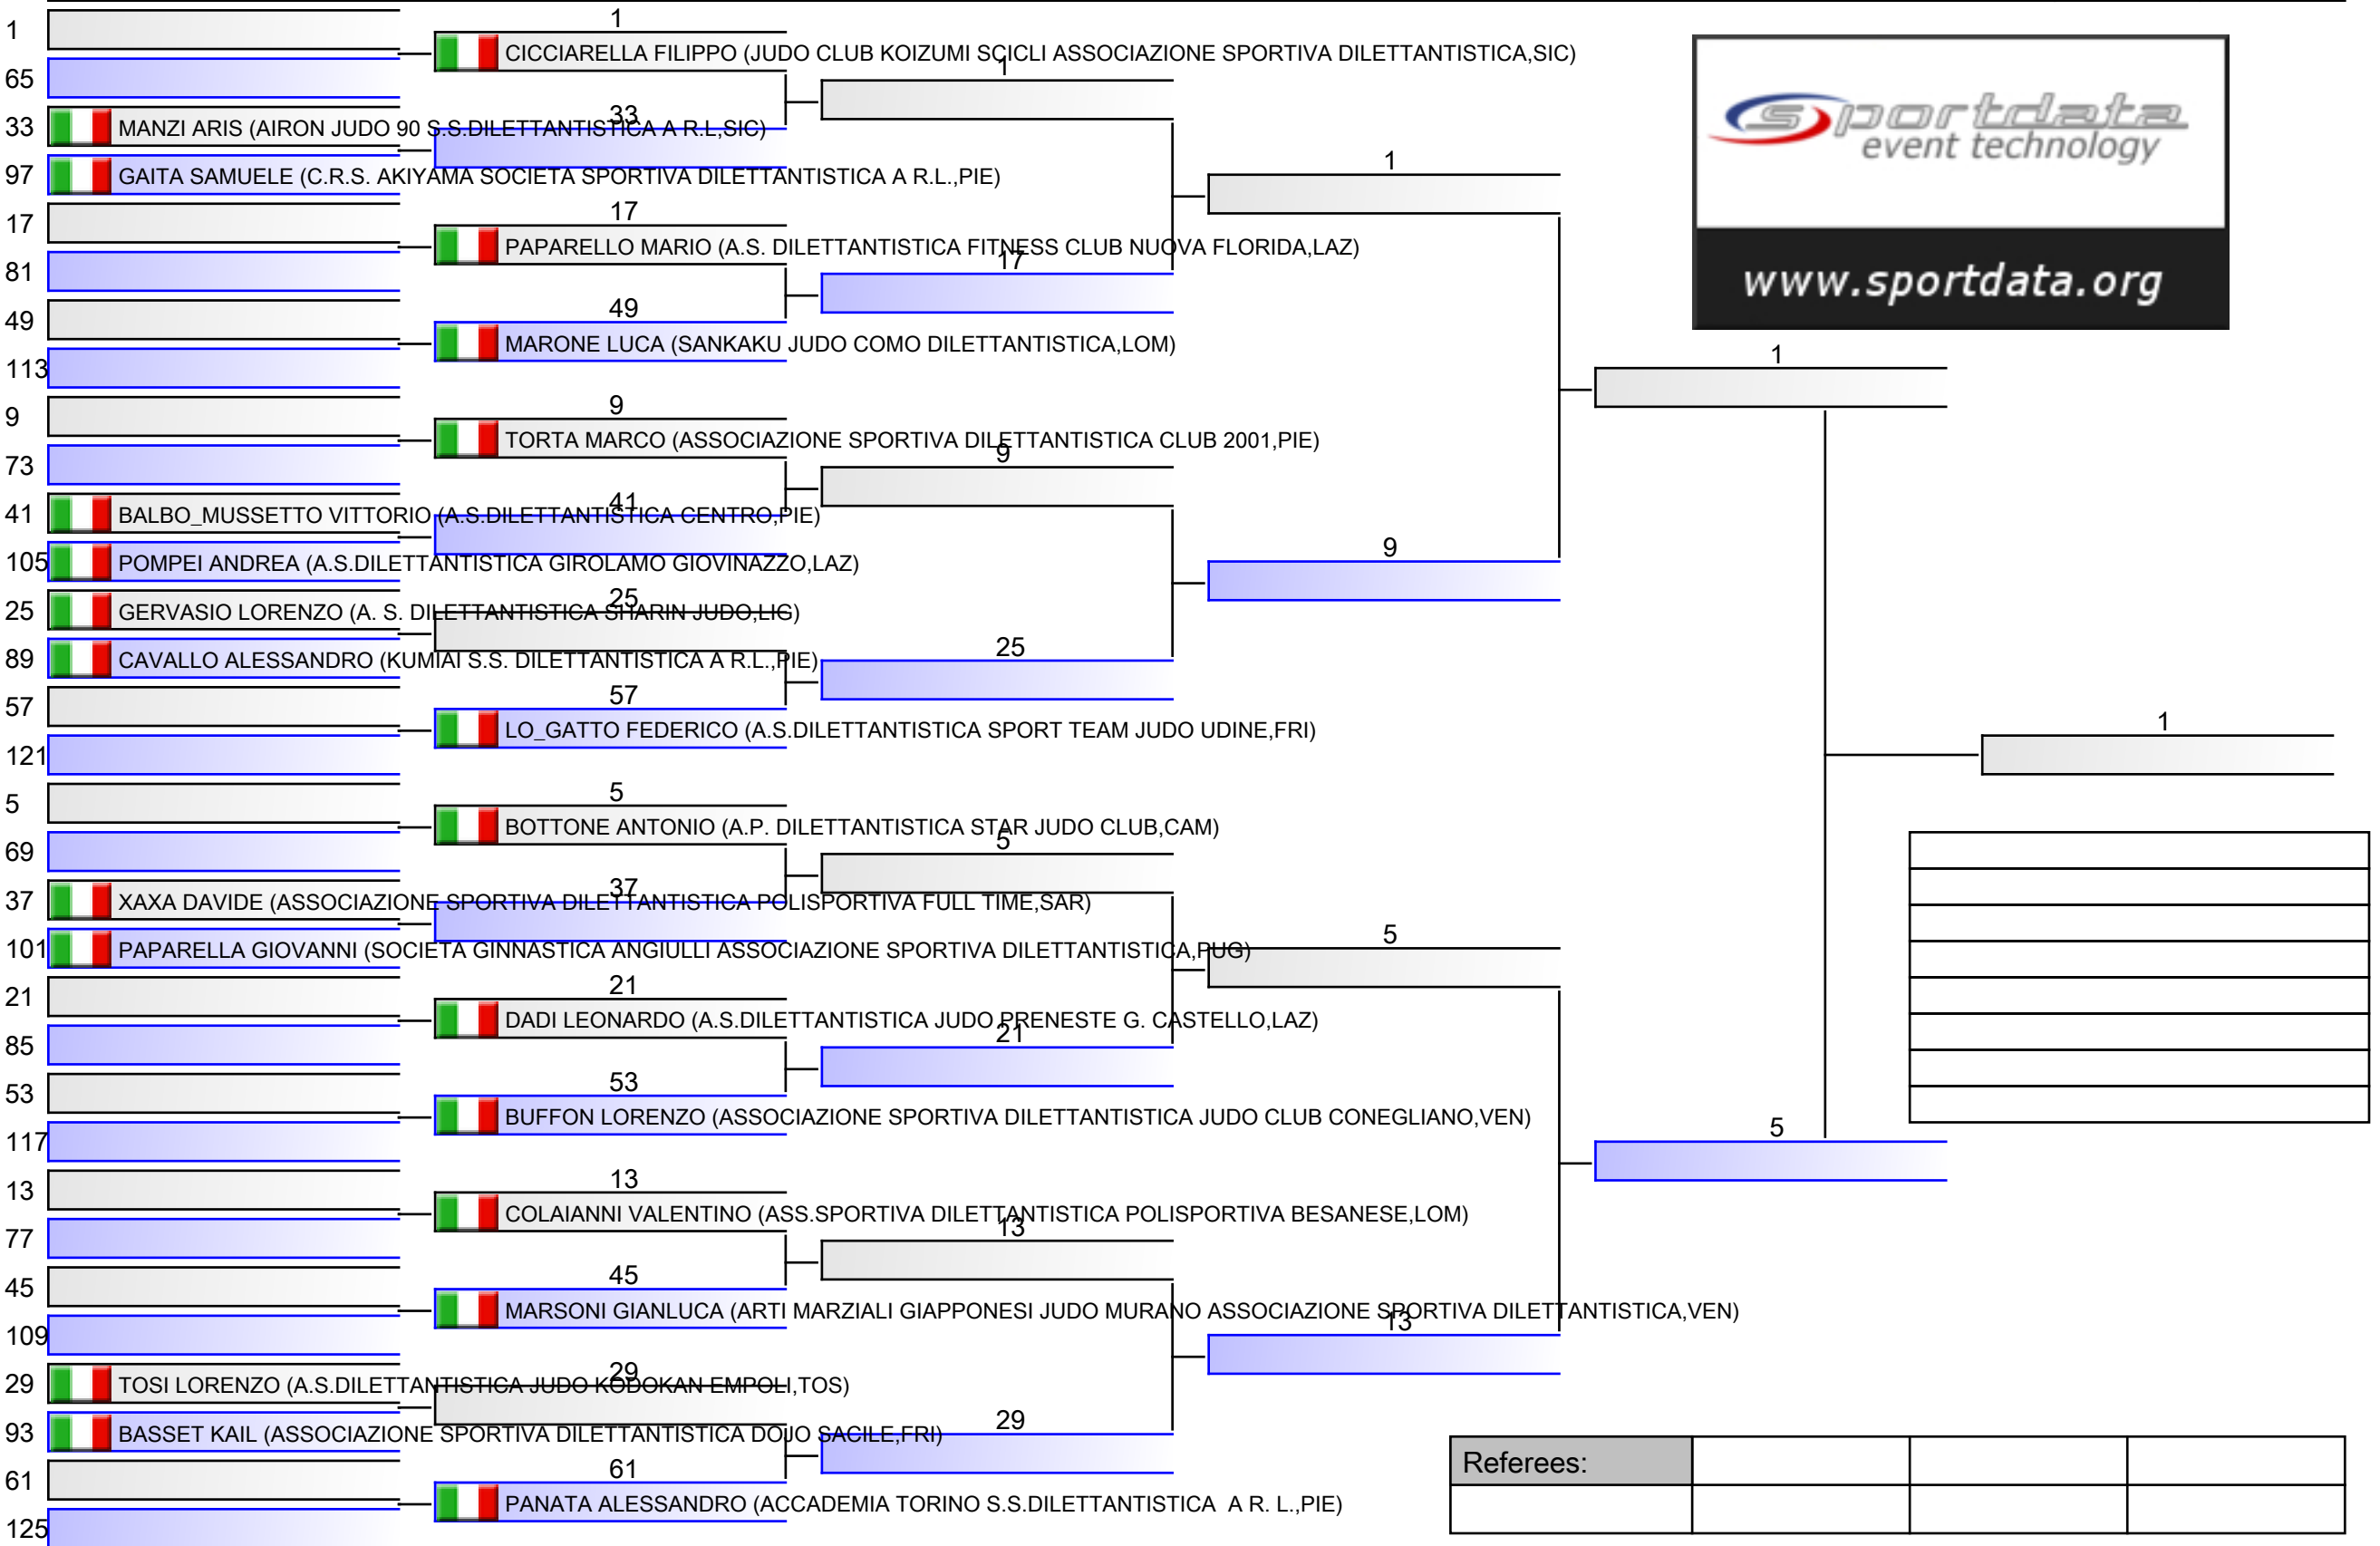 1
1
CICCIARELLA FILIPPO (JUDO CLUB KOIZUMI SCICLI ASSOCIAZIONE SPORTIVA DILETTANTISTICA,SIC)
65
1
33
33
MANZI ARIS (AIRON JUDO 90 S.S.DILETTANTISTICA A R.L,SIC)
97
GAITA SAMUELE (C.R.S. AKIYAMA SOCIETA SPORTIVA DILETTANTISTICA A R.L.,PIE)
1
17
17
PAPARELLO MARIO (A.S. DILETTANTISTICA FITNESS CLUB NUOVA FLORIDA,LAZ)
81
17
49
49
MARONE LUCA (SANKAKU JUDO COMO DILETTANTISTICA,LOM)
113
1
9
9
TORTA MARCO (ASSOCIAZIONE SPORTIVA DILETTANTISTICA CLUB 2001,PIE)
73
9
41
41
BALBO_MUSSETTO VITTORIO (A.S.DILETTANTISTICA CENTRO,PIE)
105
POMPEI ANDREA (A.S.DILETTANTISTICA GIROLAMO GIOVINAZZO,LAZ)
9
25
25
GERVASIO LORENZO (A. S. DILETTANTISTICA SHARIN JUDO,LIG)
89
CAVALLO ALESSANDRO (KUMIAI S.S. DILETTANTISTICA A R.L.,PIE)
25
57
57
LO_GATTO FEDERICO (A.S.DILETTANTISTICA SPORT TEAM JUDO UDINE,FRI)
121
1
5
5
BOTTONE ANTONIO (A.P. DILETTANTISTICA STAR JUDO CLUB,CAM)
69
5
37
37
XAXA DAVIDE (ASSOCIAZIONE SPORTIVA DILETTANTISTICA POLISPORTIVA FULL TIME,SAR)
101
PAPARELLA GIOVANNI (SOCIETA GINNASTICA ANGIULLI ASSOCIAZIONE SPORTIVA DILETTANTISTICA,PUG)
5
21
21
DADI LEONARDO (A.S.DILETTANTISTICA JUDO PRENESTE G. CASTELLO,LAZ)
85
21
53
53
BUFFON LORENZO (ASSOCIAZIONE SPORTIVA DILETTANTISTICA JUDO CLUB CONEGLIANO,VEN)
117
5
13
13
COLAIANNI VALENTINO (ASS.SPORTIVA DILETTANTISTICA POLISPORTIVA BESANESE,LOM)
77
13
45
45
MARSONI GIANLUCA (ARTI MARZIALI GIAPPONESI JUDO MURANO ASSOCIAZIONE SPORTIVA DILETTANTISTICA,VEN)
109
13
29
29
TOSI LORENZO (A.S.DILETTANTISTICA JUDO KODOKAN EMPOLI,TOS)
93
BASSET KAIL (ASSOCIAZIONE SPORTIVA DILETTANTISTICA DOJO SACILE,FRI)
29
61
61
PANATA ALESSANDRO (ACCADEMIA TORINO S.S.DILETTANTISTICA  A R. L.,PIE)
125
sportdata
event technology
www.sportdata.org
Referees: